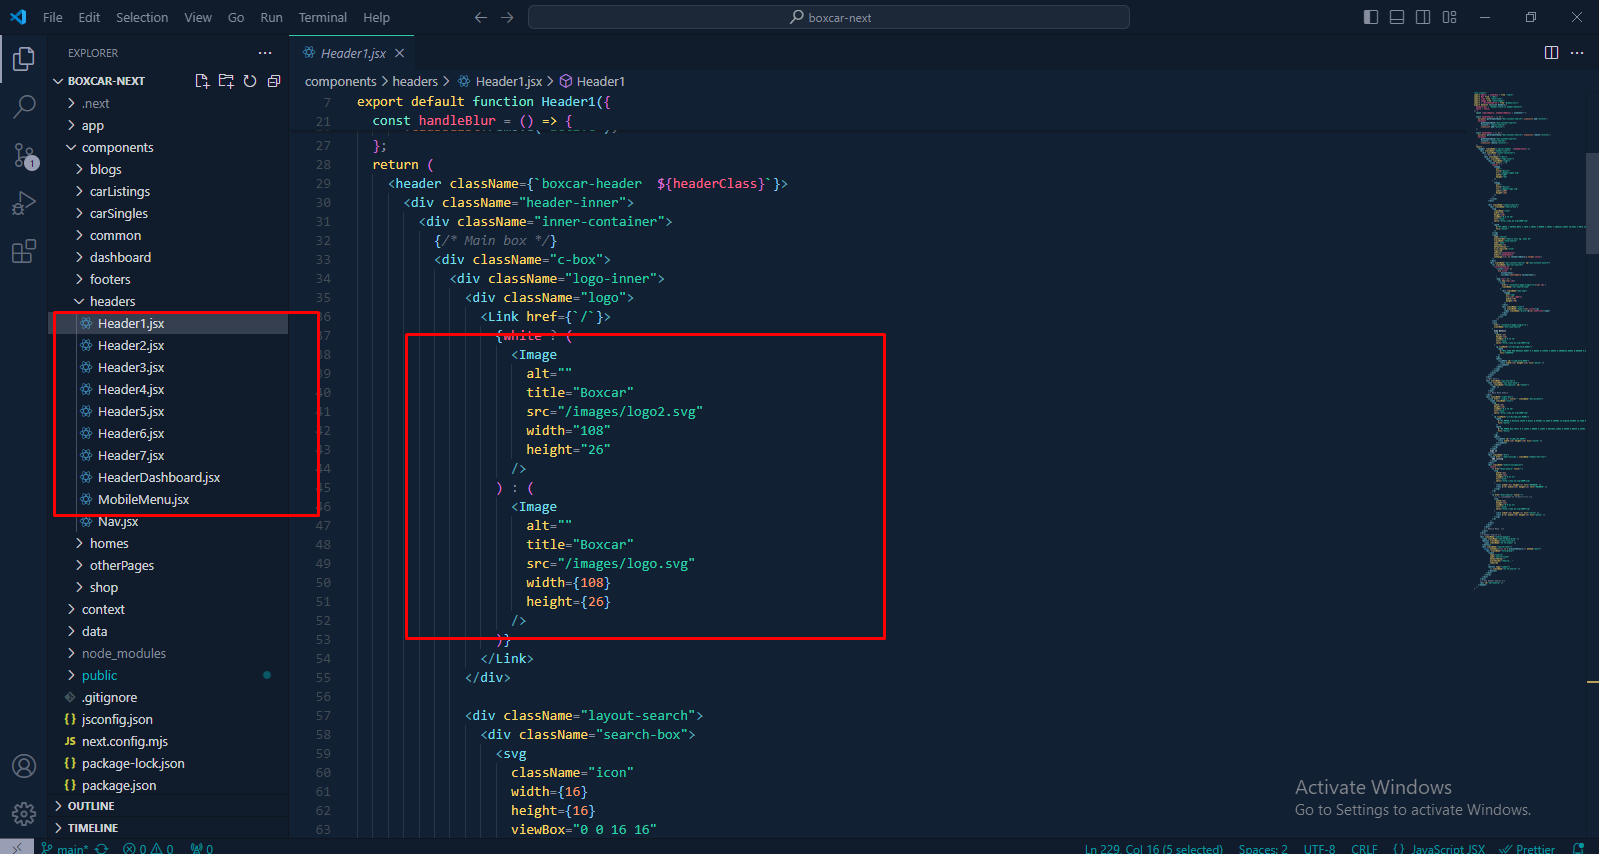 File Edit Selection View Go Run Terminal Help
boxcar-next
EXPLORER
BOXCAR-NEXT
.next
app
components
blogs
carListings
carSingles
common
dashboard
footers
headers
Header1.jsx
Header2.jsx
Header3.jsx
Header4.jsx
Header5.jsx
Header6.jsx
Header7.jsx
HeaderDashboard.jsx
MobileMenu.jsx
Nav.jsx
homes
otherPages
shop
context
data
node_modules
public
.gitignore
jsconfig.json
JS next.config.mjs
package-lock.json
package.json
OUTLINE
TIMELINE
1
Header1.jsx
components > headers > Header1.jsx > Header1
7 export default function Header1({
21 const handleBlur = () => {
27 };
28 return (
29 <header className={`boxcar-header  ${headerClass}`}>
30 <div className="header-inner">
31 <div className="inner-container">
32 {/* Main box */}
33 <div className="c-box">
34 <div className="logo-inner">
35 <div className="logo">
36 <Link href={`/`}>
37 {white ? (
38 <Image
39 alt=""
40 title="Boxcar"
41 src="/images/logo2.svg"
42 width="108"
43 height="26"
44 />
45 ) : (
46 <Image
47 alt=""
48 title="Boxcar"
49 src="/images/logo.svg"
50 width={108}
51 height={26}
52 />
53 )}
54 </Link>
55 </div>
56
57 <div className="layout-search">
58 <div className="search-box">
59 <svg
60 className="icon"
61 width={16}
62 height={16}
63 viewBox="0 0 16 16"
Activate Windows
Go to Settings to activate Windows.
main* 0 0 0 Ln 229, Col 16 (5 selected) Spaces: 2 UTF-8 CRLF {} JavaScript JSX Prettier